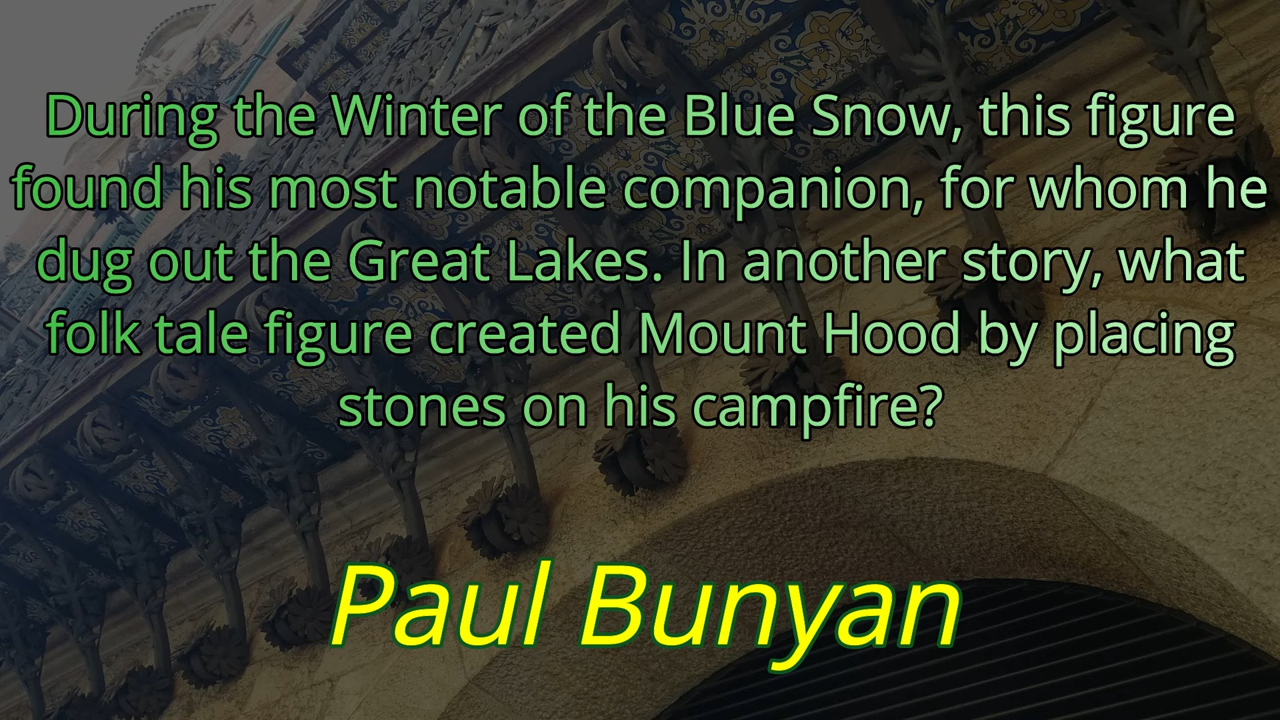 During the Winter of the Blue Snow, this figure
found his most notable companion, for whom he
dug out the Great Lakes. In another story, what
folk tale figure created Mount Hood by placing
stones on his campfire?
Paul Bunyan